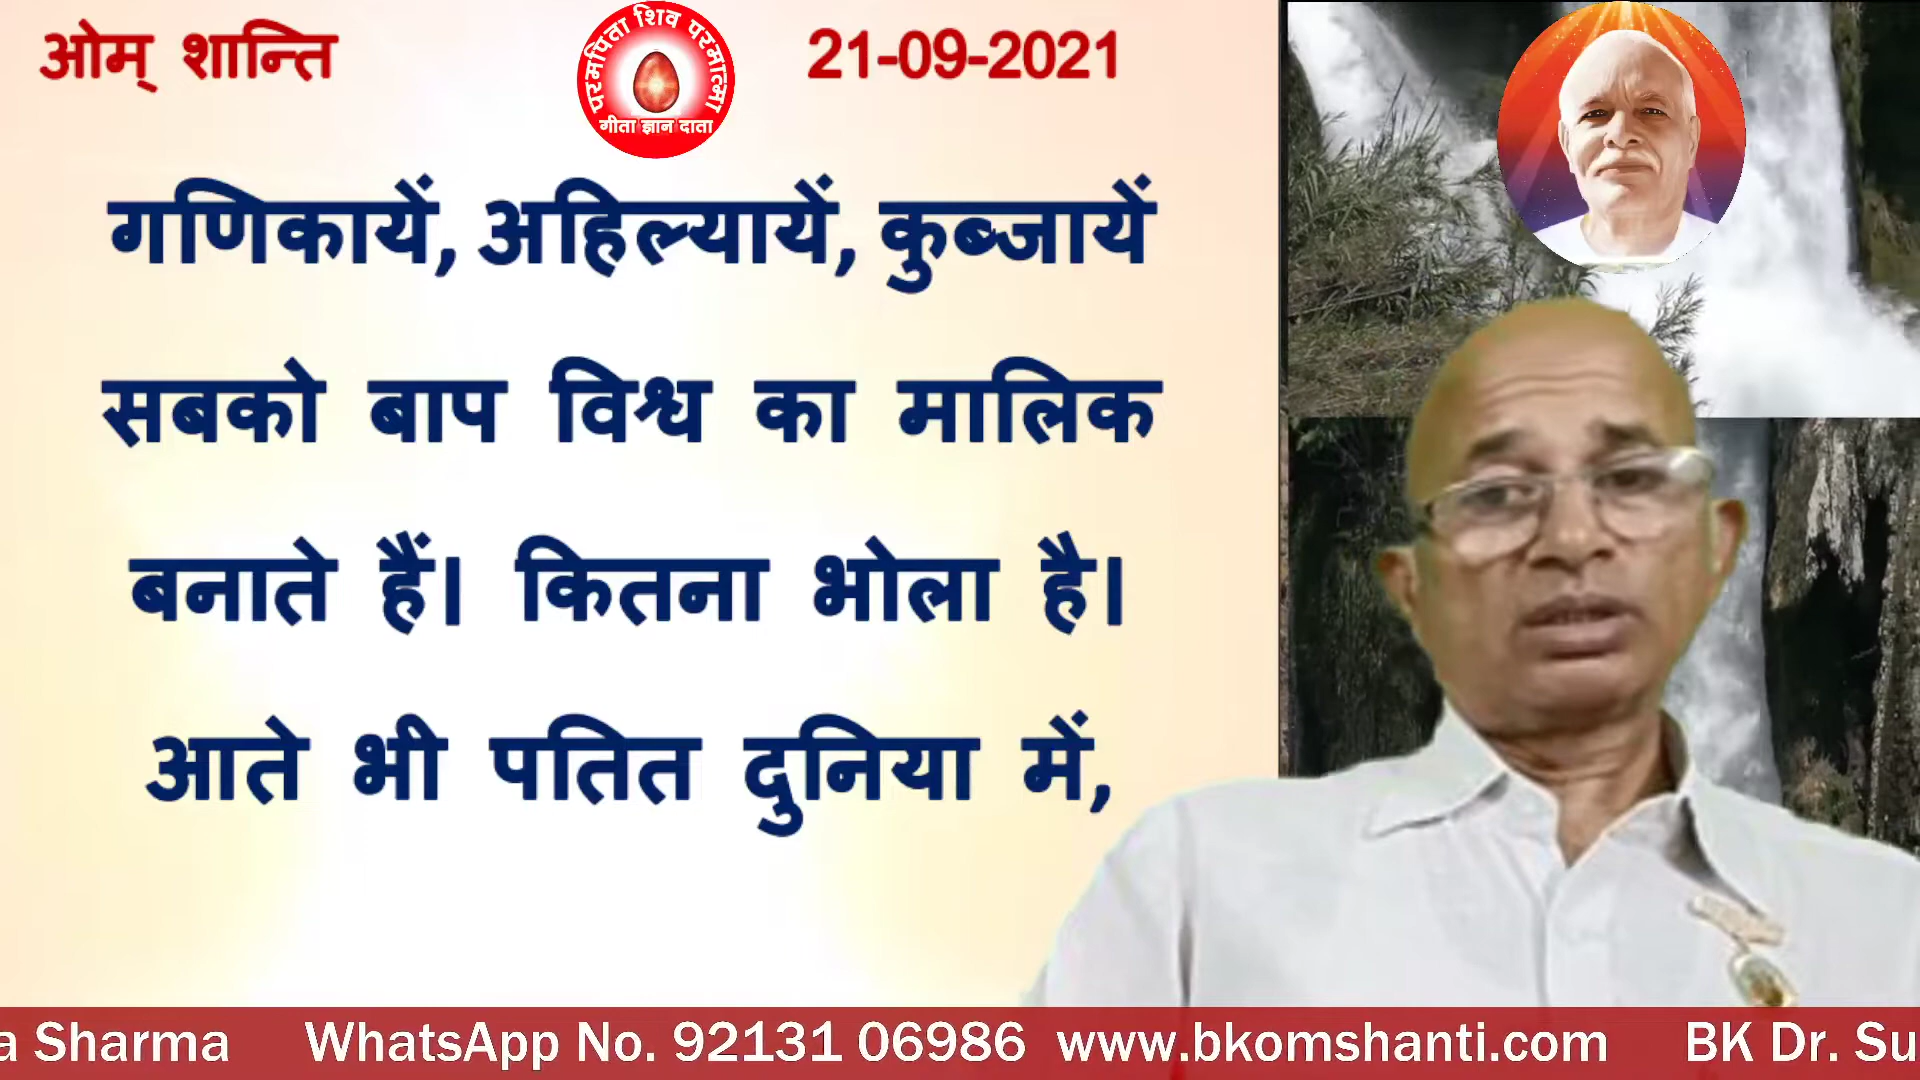 ओम् शान्ति
परमपिता शिव परमात्मा
गीता ज्ञान दाता
21-09-2021
गणिकायें, अहिल्यायें, कुब्जायें
सबको बाप विश्व का मालिक
बनाते हैं। कितना भोला है।
आते भी पतित दुनिया में,
a Sharma WhatsApp No. 92131 06986 www.bkomshanti.com BK Dr. Su